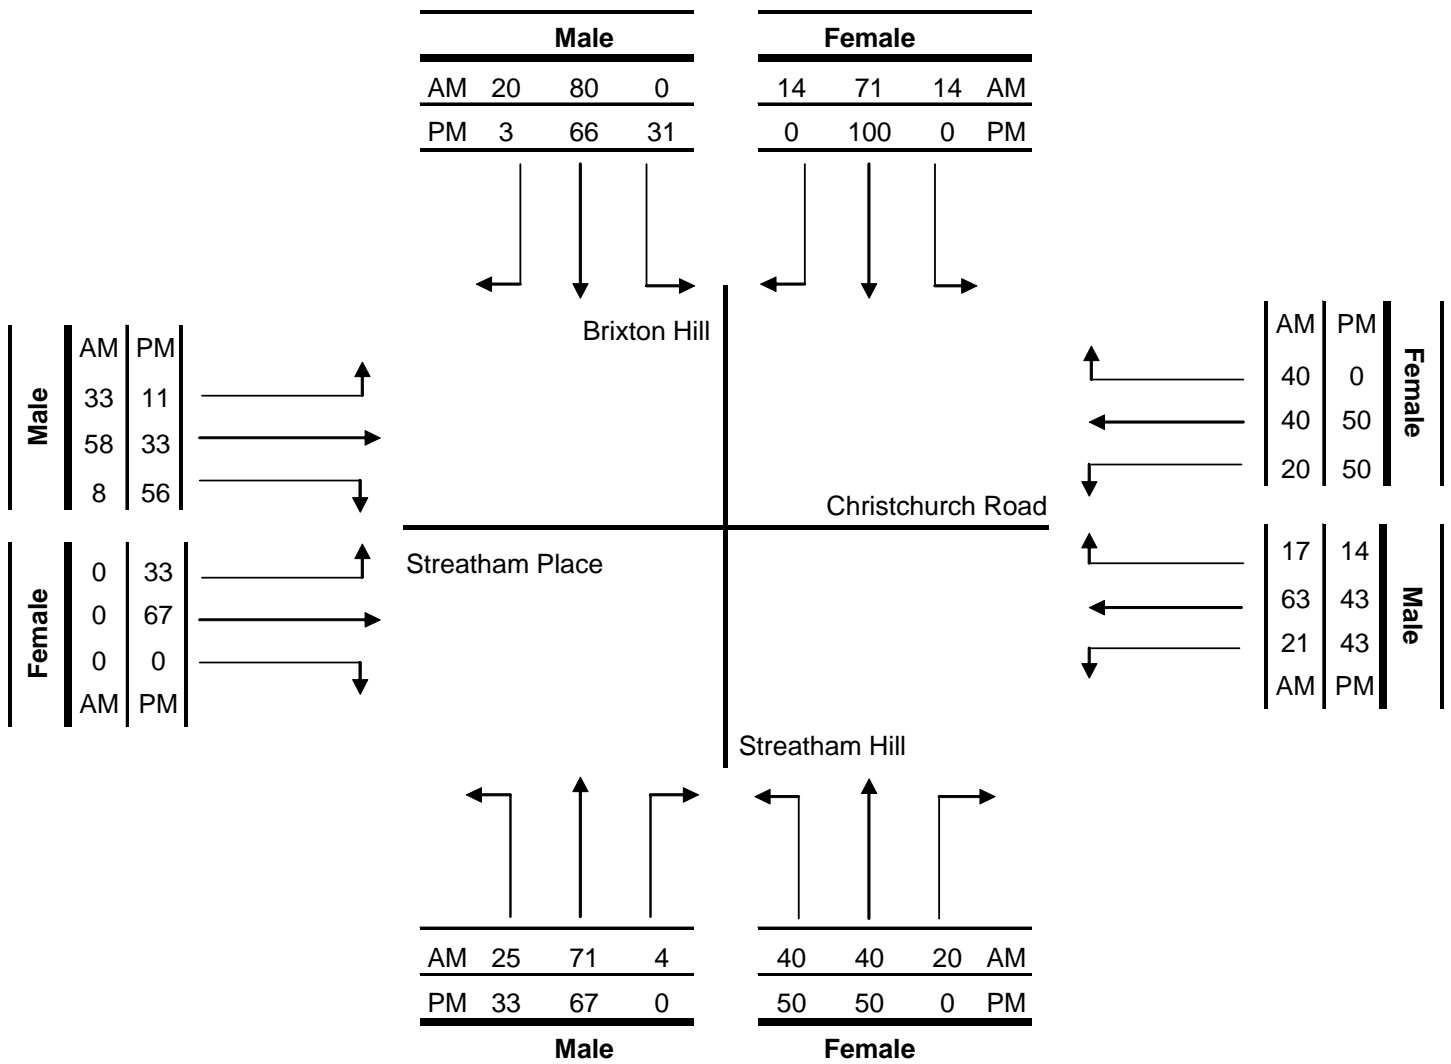 Male Female
AM 20 80 0 14 71 14 AM
PM 3 66 31 0 100 0 PM
Brixton Hill
Male
AM PM
33 11
58 33
8 56
Female
AM PM
40 0
40 50
20 50
Christchurch Road
Streatham Place
Female
0 33
0 67
0 0
AM PM
Male
17 14
63 43
21 43
AM PM
Streatham Hill
AM 25 71 4 40 40 20 AM
PM 33 67 0 50 50 0 PM
Male Female